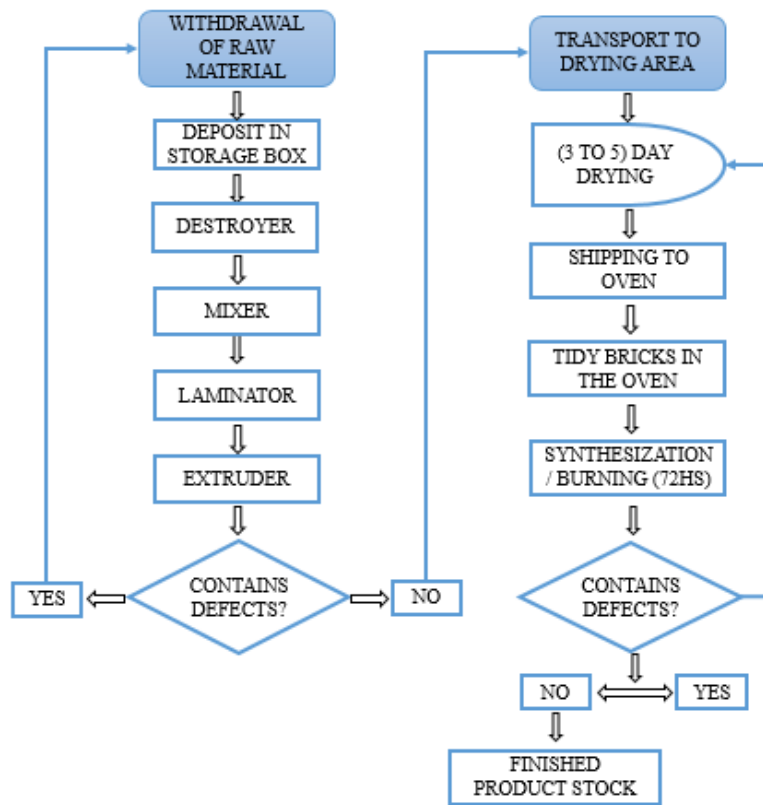 WITHDRAWAL
OF RAW
MATERIAL
DEPOSIT IN
STORAGE BOX
DESTROYER
MIXER
LAMINATOR
EXTRUDER
CONTAINS
DEFECTS?
YES
NO
TRANSPORT TO
DRYING AREA
(3 TO 5) DAY
DRYING
SHIPPING TO
OVEN
TIDY BRICKS IN
THE OVEN
SYNTHESIZATION
/ BURNING (72HS)
CONTAINS
DEFECTS?
NO
YES
FINISHED
PRODUCT STOCK